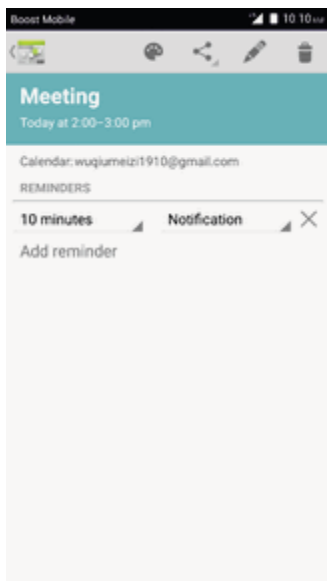 Boost Mobile 10:10 AM
Meeting
Today at 2:00–3:00 pm
Calendar: wuqiumeizi1910@gmail.com
REMINDERS
10 minutes Notification
Add reminder